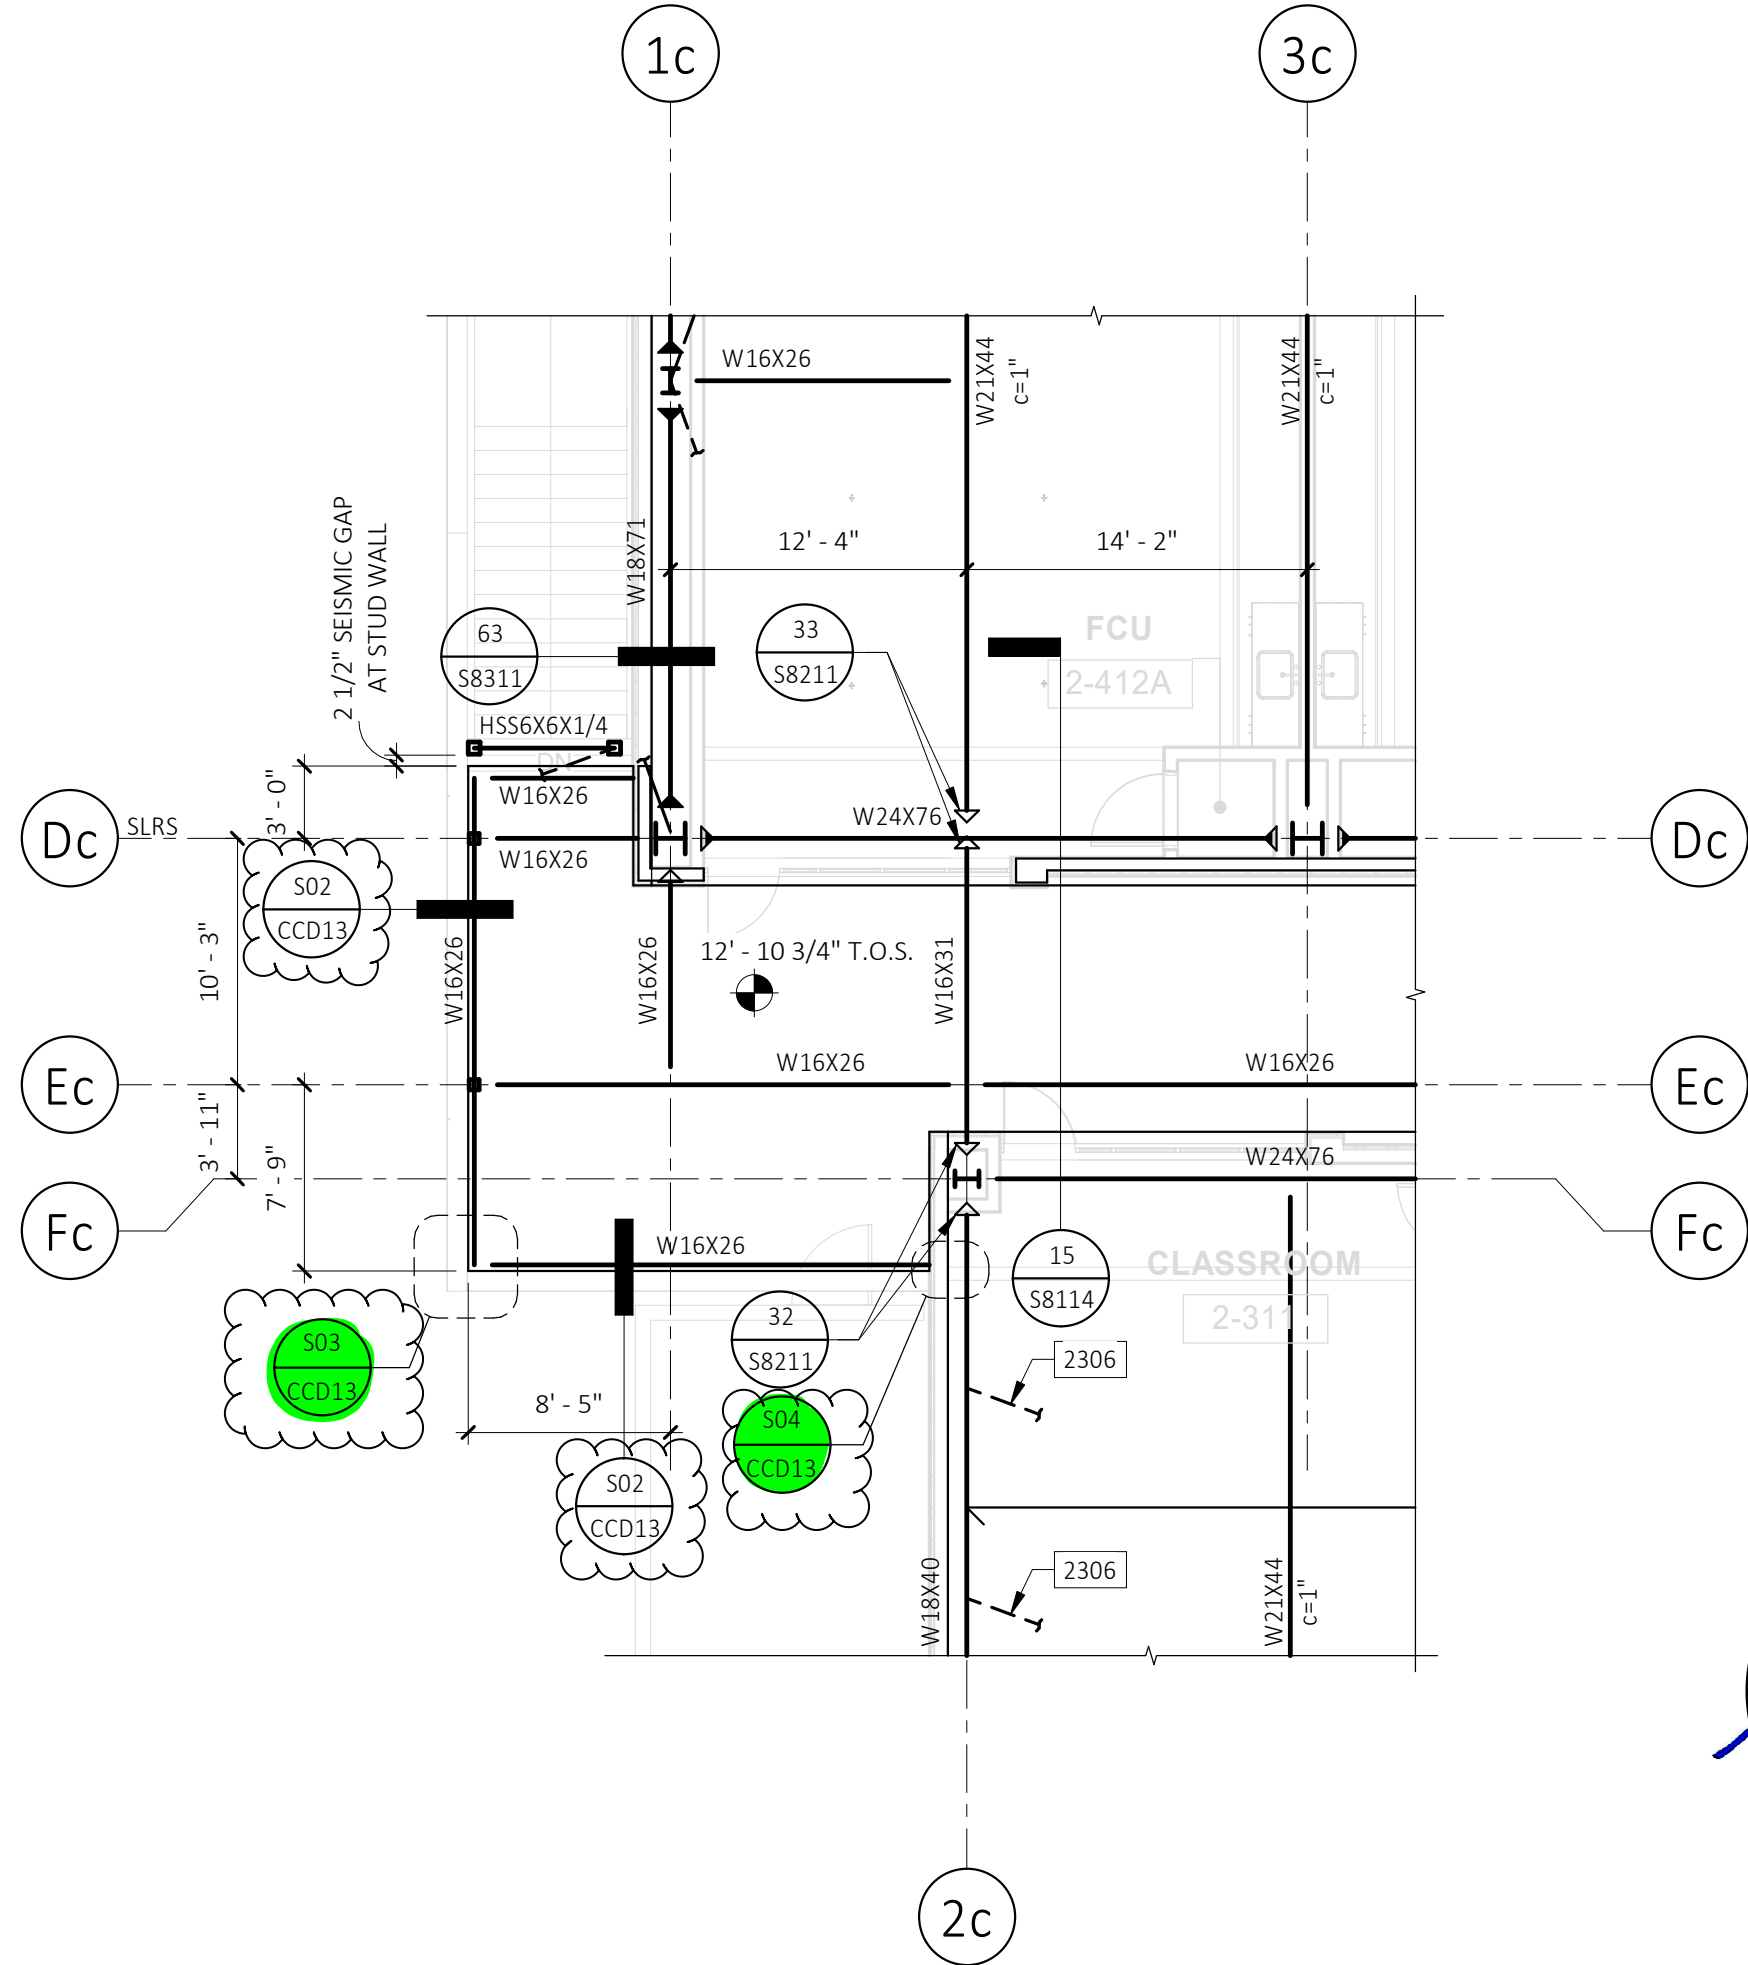 1c
3c
W16X26
W21X44
c=1"
W21X44
c=1"
2 1/2" SEISMIC GAP
AT STUD WALL
W18X71
12' - 4"
14' - 2"
63
S8311
33
S8211
FCU
2-412A
HSS6X6X1/4
DN
3' - 0"
W16X26
W24X76
Dc
SLRS
Dc
W16X26
S02
CCD13
10' - 3"
W16X26
W16X26
12' - 10 3/4" T.O.S.
W16X31
W16X26
W16X26
Ec
Ec
3' - 11"
7' - 9"
W24X76
Fc
Fc
W16X26
15
S8114
CLASSROOM
2-311
32
S8211
S03
CCD13
2306
8' - 5"
S04
CCD13
S02
CCD13
2306
W18X40
W21X44
c=1"
2c